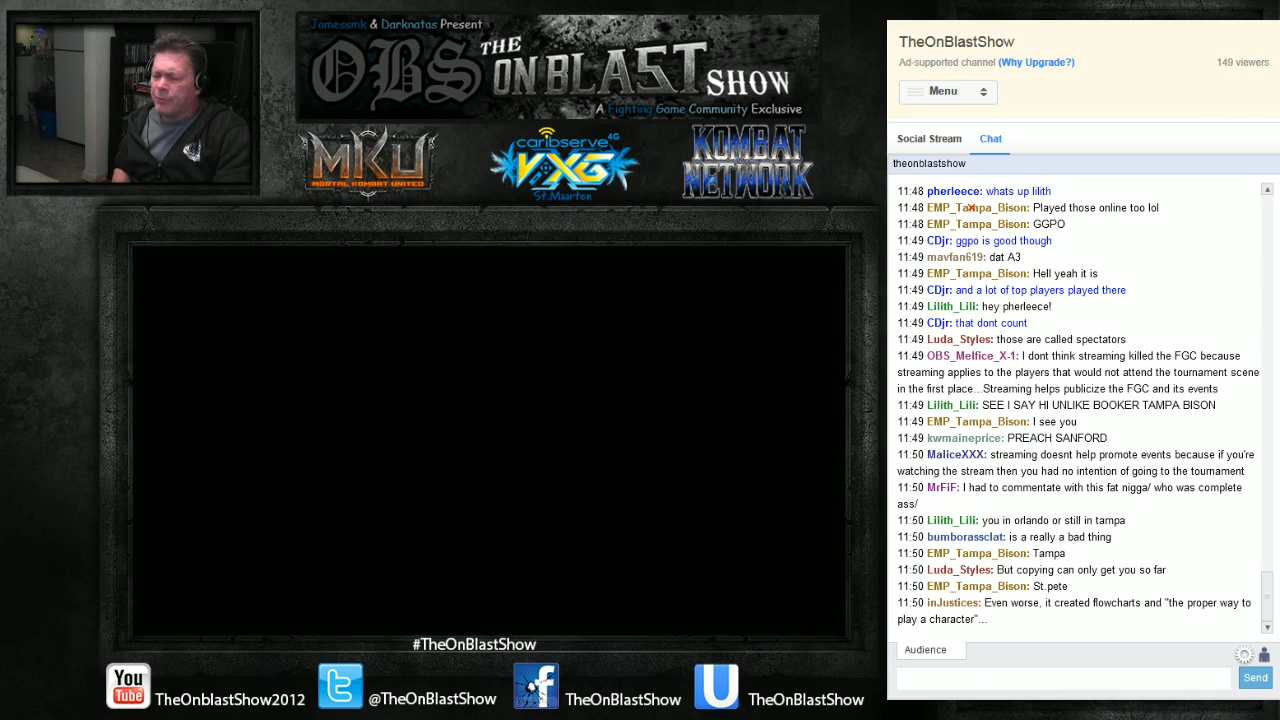 Jamessmk & Darknatas Present
OBS THE ON BLAST SHOW
A Fighting Game Community Exclusive
MKU
MORTAL KOMBAT UNITED
caribserve 4G
VXG
St.Maarten
KOMBAT
NETWORK
#TheOnBlastShow
You
Tube
TheOnblastShow2012
@TheOnBlastShow
TheOnBlastShow
TheOnBlastShow
TheOnBlastShow
Ad-supported channel (Why Upgrade?)
149 viewers
Menu
Social Stream
Chat
theonblastshow
11:48 pherleece: whats up lilith
11:48 EMP_Tampa_Bison: Played those online too lol
11:48 EMP_Tampa_Bison: GGPO
11:49 CDjr: ggpo is good though
11:49 mavfan619: dat A3
11:49 EMP_Tampa_Bison: Hell yeah it is
11:49 CDjr: and a lot of top players played there
11:49 Lilith_Lili: hey pherleece!
11:49 CDjr: that dont count
11:49 Luda_Styles: those are called spectators
11:49 OBS_Melfice_X-1: I dont think streaming killed the FGC because
streaming applies to the players that would not attend the tournament scene
in the first place...Streaming helps publicize the FGC and its events
11:49 Lilith_Lili: SEE I SAY HI UNLIKE BOOKER TAMPA BISON
11:49 EMP_Tampa_Bison: I see you
11:49 kwmaineprice: PREACH SANFORD
11:50 MaliceXXX: streaming doesnt help promote events because if you're
watching the stream then you had no intention of going to the tournament
11:50 MrFiF: I had to commentate with this fat nigga/ who was complete
ass/
11:50 Lilith_Lili: you in orlando or still in tampa
11:50 bumborassclat: is a really a bad thing
11:50 EMP_Tampa_Bison: Tampa
11:50 Luda_Styles: But copying can only get you so far
11:50 EMP_Tampa_Bison: St.pete
11:50 inJustices: Even worse, it created flowcharts and "the proper way to
play a character"...
Audience
Send